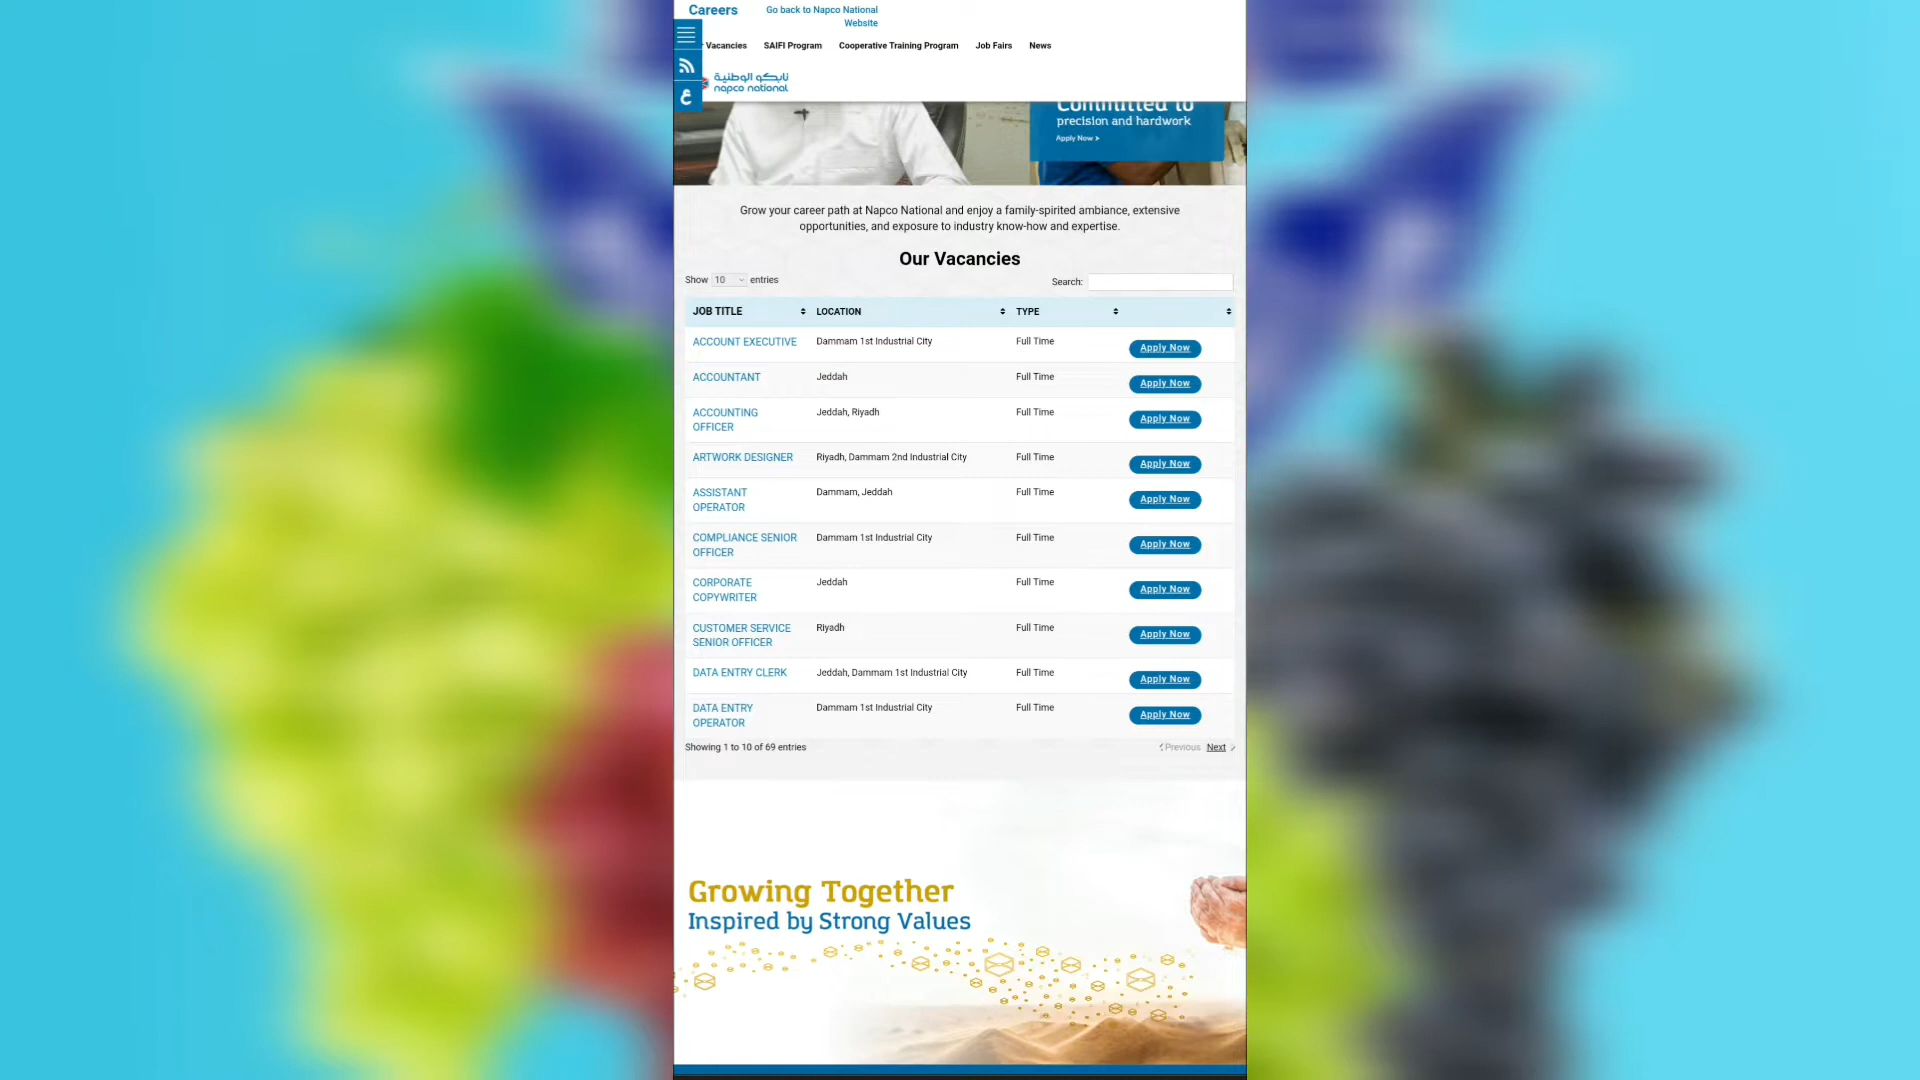 Careers
Go back to Napco National
Website
Vacancies SAIFI Program Cooperative Training Program Job Fairs News
ع
نابكو الوطنية
napco national
Committed to
precision and hardwork
Apply Now >
Grow your career path at Napco National and enjoy a family-spirited ambiance, extensive
opportunities, and exposure to industry know-how and expertise.
Our Vacancies
Show 10 entries
Search:
JOB TITLE LOCATION TYPE
ACCOUNT EXECUTIVE Dammam 1st Industrial City Full Time Apply Now
ACCOUNTANT Jeddah Full Time Apply Now
ACCOUNTING Jeddah, Riyadh Full Time Apply Now
OFFICER
ARTWORK DESIGNER Riyadh, Dammam 2nd Industrial City Full Time Apply Now
ASSISTANT Dammam, Jeddah Full Time Apply Now
OPERATOR
COMPLIANCE SENIOR Dammam 1st Industrial City Full Time Apply Now
OFFICER
CORPORATE Jeddah Full Time Apply Now
COPYWRITER
CUSTOMER SERVICE Riyadh Full Time Apply Now
SENIOR OFFICER
DATA ENTRY CLERK Jeddah, Dammam 1st Industrial City Full Time Apply Now
DATA ENTRY Dammam 1st Industrial City Full Time Apply Now
OPERATOR
Showing 1 to 10 of 69 entries
Previous Next
Growing Together
Inspired by Strong Values